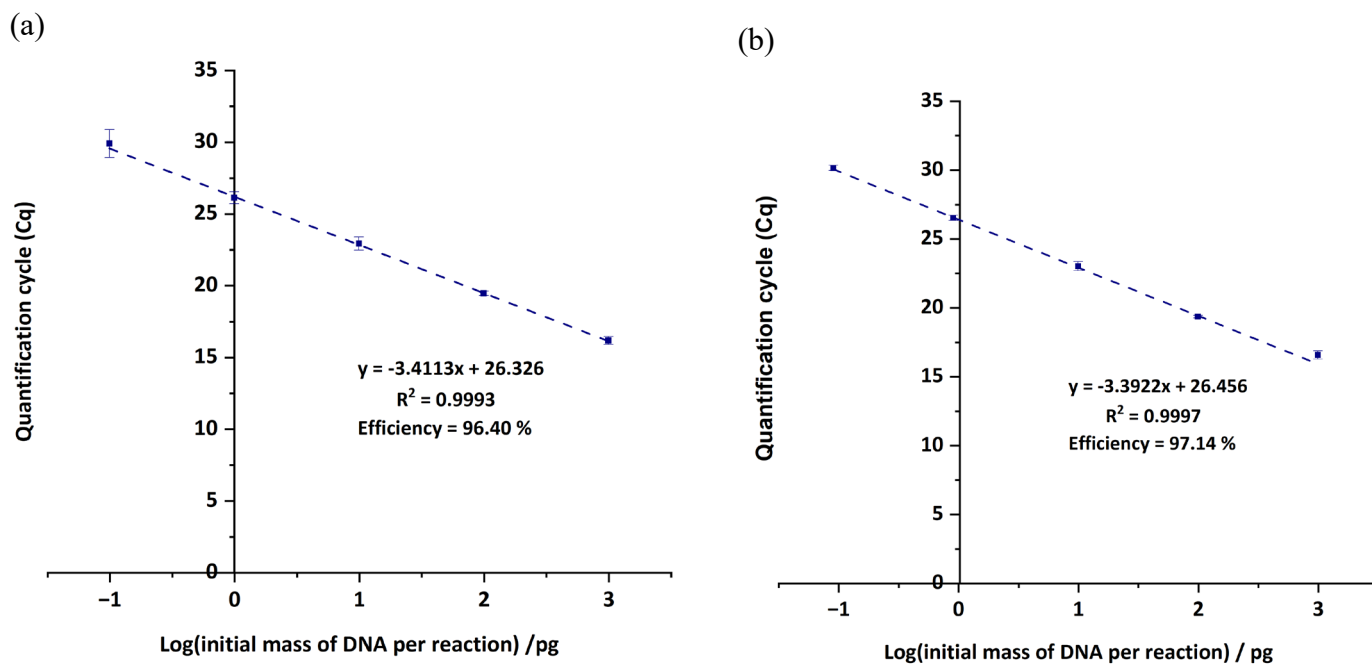 (a)
35
30
25
20
15
10
5
0
Quantification cycle (Cq)
y = -3.4113x + 26.326
R² = 0.9993
Efficiency = 96.40 %
−1 0 1 2 3
Log(initial mass of DNA per reaction) /pg
(b)
35
30
25
20
15
10
5
0
Quantification cycle (Cq)
y = -3.3922x + 26.456
R² = 0.9997
Efficiency = 97.14 %
−1 0 1 2 3
Log(initial mass of DNA per reaction) / pg